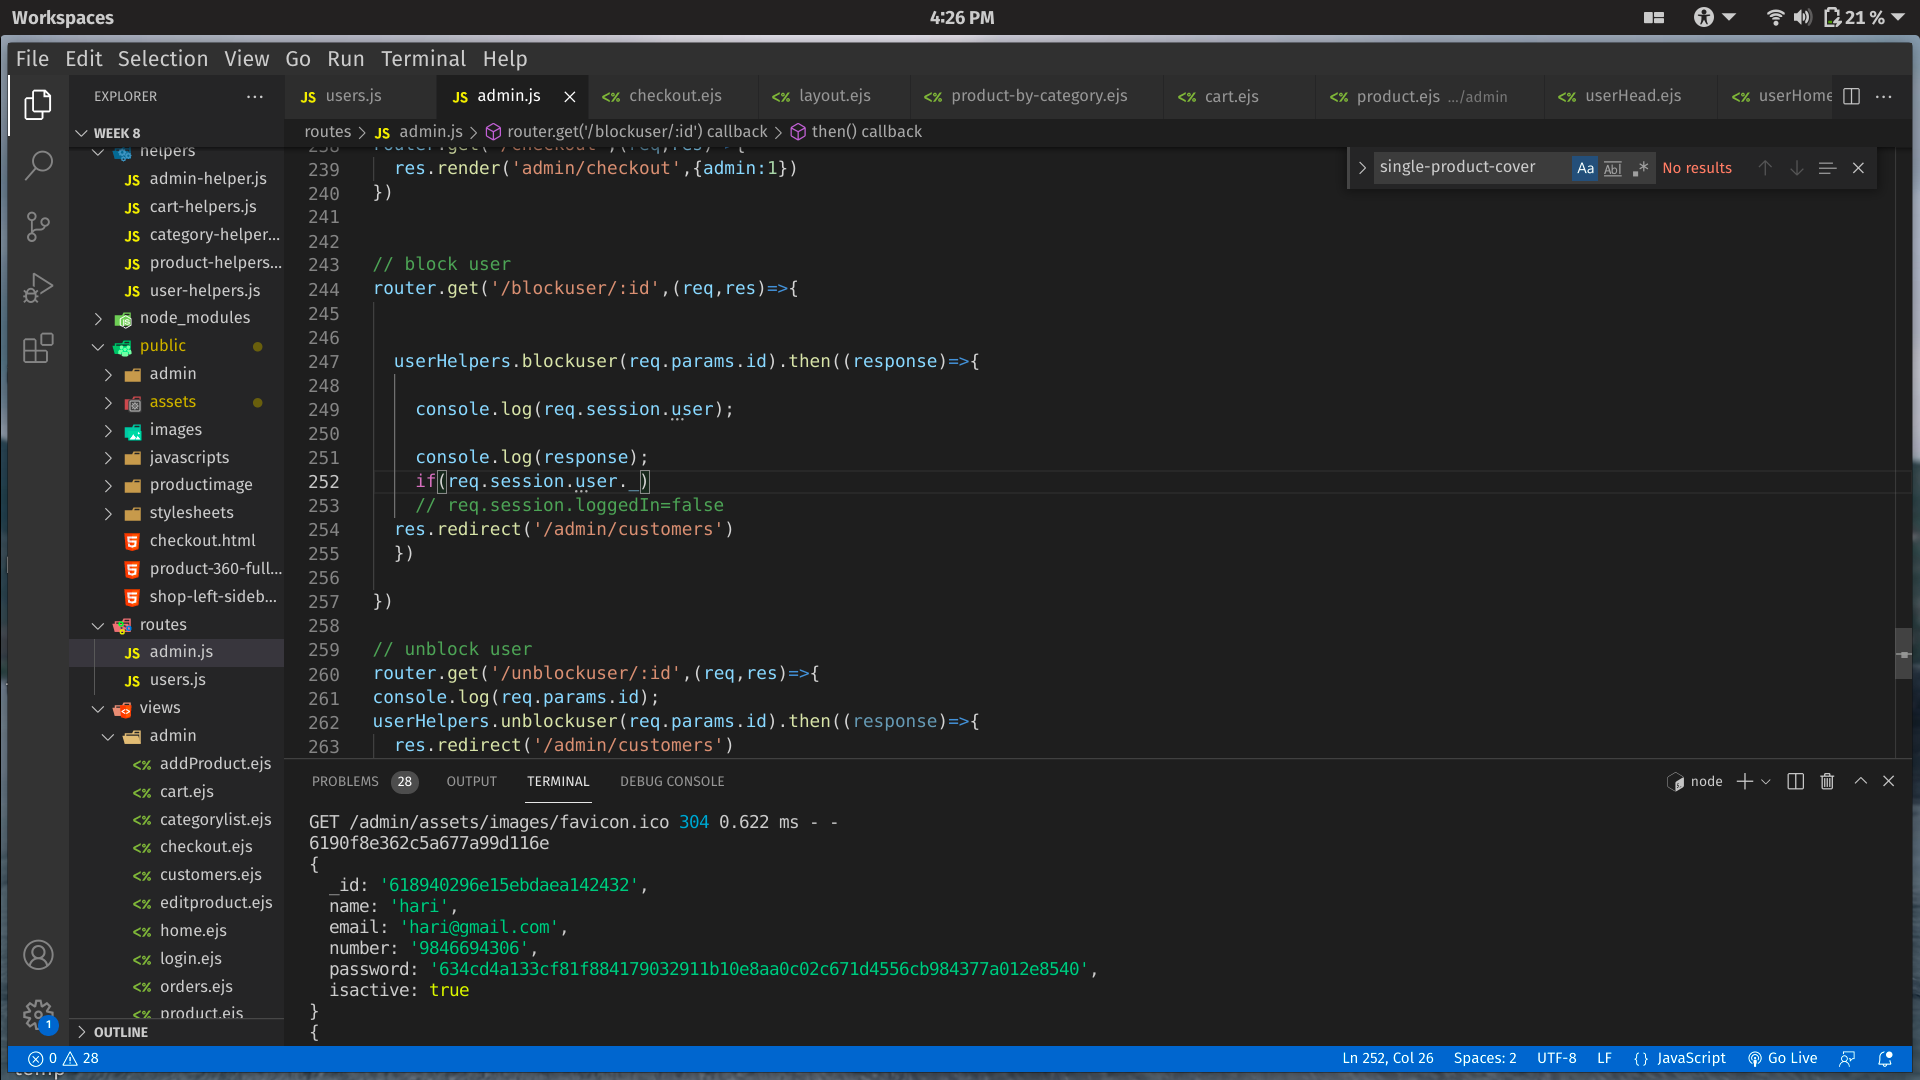 Workspaces
4:26 PM
21 %
File Edit Selection View Go Run Terminal Help
EXPLORER
users.js
admin.js
checkout.ejs
layout.ejs
product-by-category.ejs
cart.ejs
product.ejs .../admin
userHead.ejs
userHome
WEEK 8
routes > JS admin.js > router.get('/blockuser/:id') callback > then() callback
single-product-cover
Aa
No results
helpers
admin-helper.js
cart-helpers.js
category-helper...
product-helpers...
user-helpers.js
node_modules
public
admin
assets
images
javascripts
productimage
stylesheets
checkout.html
product-360-full...
shop-left-sideb...
routes
admin.js
users.js
views
admin
addProduct.ejs
cart.ejs
categorylist.ejs
checkout.ejs
customers.ejs
editproduct.ejs
home.ejs
login.ejs
orders.ejs
product.ejs
OUTLINE
238 router.get('/checkout',(req,res)=>{
239 res.render('admin/checkout',{admin:1})
240 })
241
242
243 // block user
244 router.get('/blockuser/:id',(req,res)=>{
245
246
247 userHelpers.blockuser(req.params.id).then((response)=>{
248
249 console.log(req.session.user);
250
251 console.log(response);
252 if(req.session.user._)
253 // req.session.loggedIn=false
254 res.redirect('/admin/customers')
255 })
256
257 })
258
259 // unblock user
260 router.get('/unblockuser/:id',(req,res)=>{
261 console.log(req.params.id);
262 userHelpers.unblockuser(req.params.id).then((response)=>{
263 res.redirect('/admin/customers')
PROBLEMS 28 OUTPUT TERMINAL DEBUG CONSOLE
node
GET /admin/assets/images/favicon.ico 304 0.622 ms - -
6190f8e362c5a677a99d116e
{
_id: '618940296e15ebdaea142432',
name: 'hari',
email: 'hari@gmail.com',
number: '9846694306',
password: '634cd4a133cf81f884179032911b10e8aa0c02c671d4556cb984377a012e8540',
isactive: true
}
{
1
0 28
Ln 252, Col 26 Spaces: 2 UTF-8 LF {} JavaScript Go Live